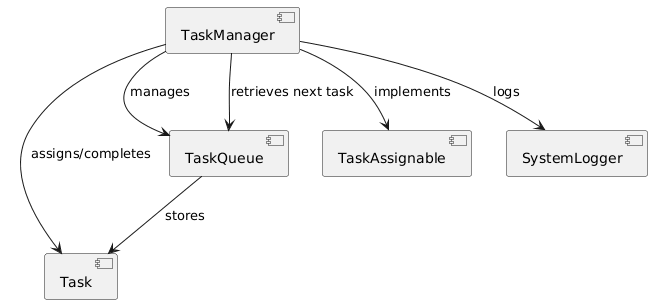 TaskManager
manages
retrieves next task
implements
logs
assigns/completes
TaskQueue
TaskAssignable
SystemLogger
stores
Task